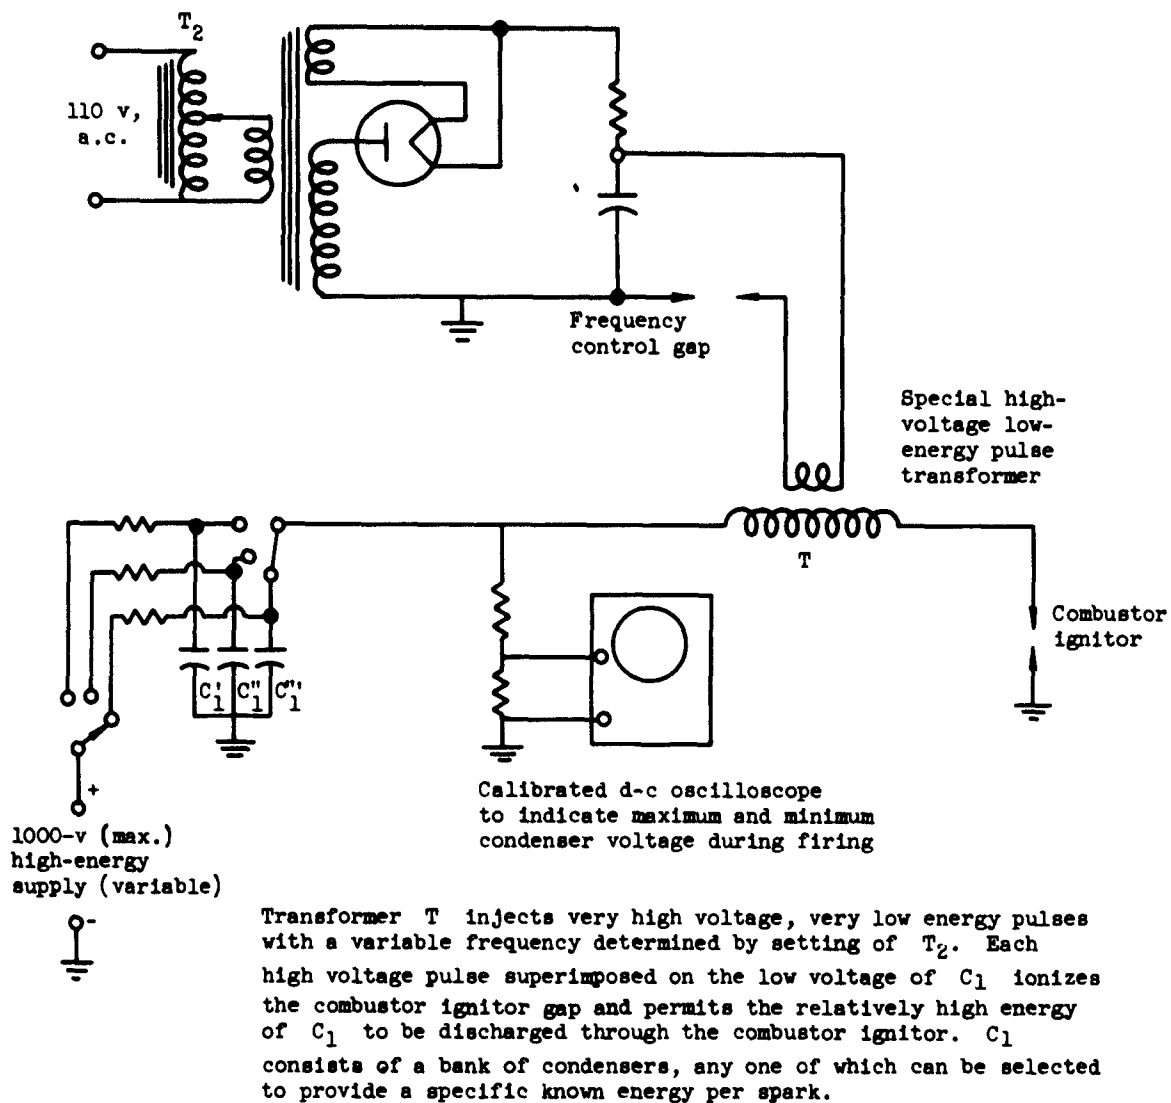 T2
110 v,
a.c.
Frequency
control gap
Special high-
voltage low-
energy pulse
transformer
T
Combustor
ignitor
C1' C1" C1"'
+
1000-v (max.)
high-energy
supply (variable)
-
Calibrated d-c oscilloscope
to indicate maximum and minimum
condenser voltage during firing
Transformer T injects very high voltage, very low energy pulses
with a variable frequency determined by setting of T2. Each
high voltage pulse superimposed on the low voltage of C1 ionizes
the combustor ignitor gap and permits the relatively high energy
of C1 to be discharged through the combustor ignitor. C1
consists of a bank of condensers, any one of which can be selected
to provide a specific known energy per spark.